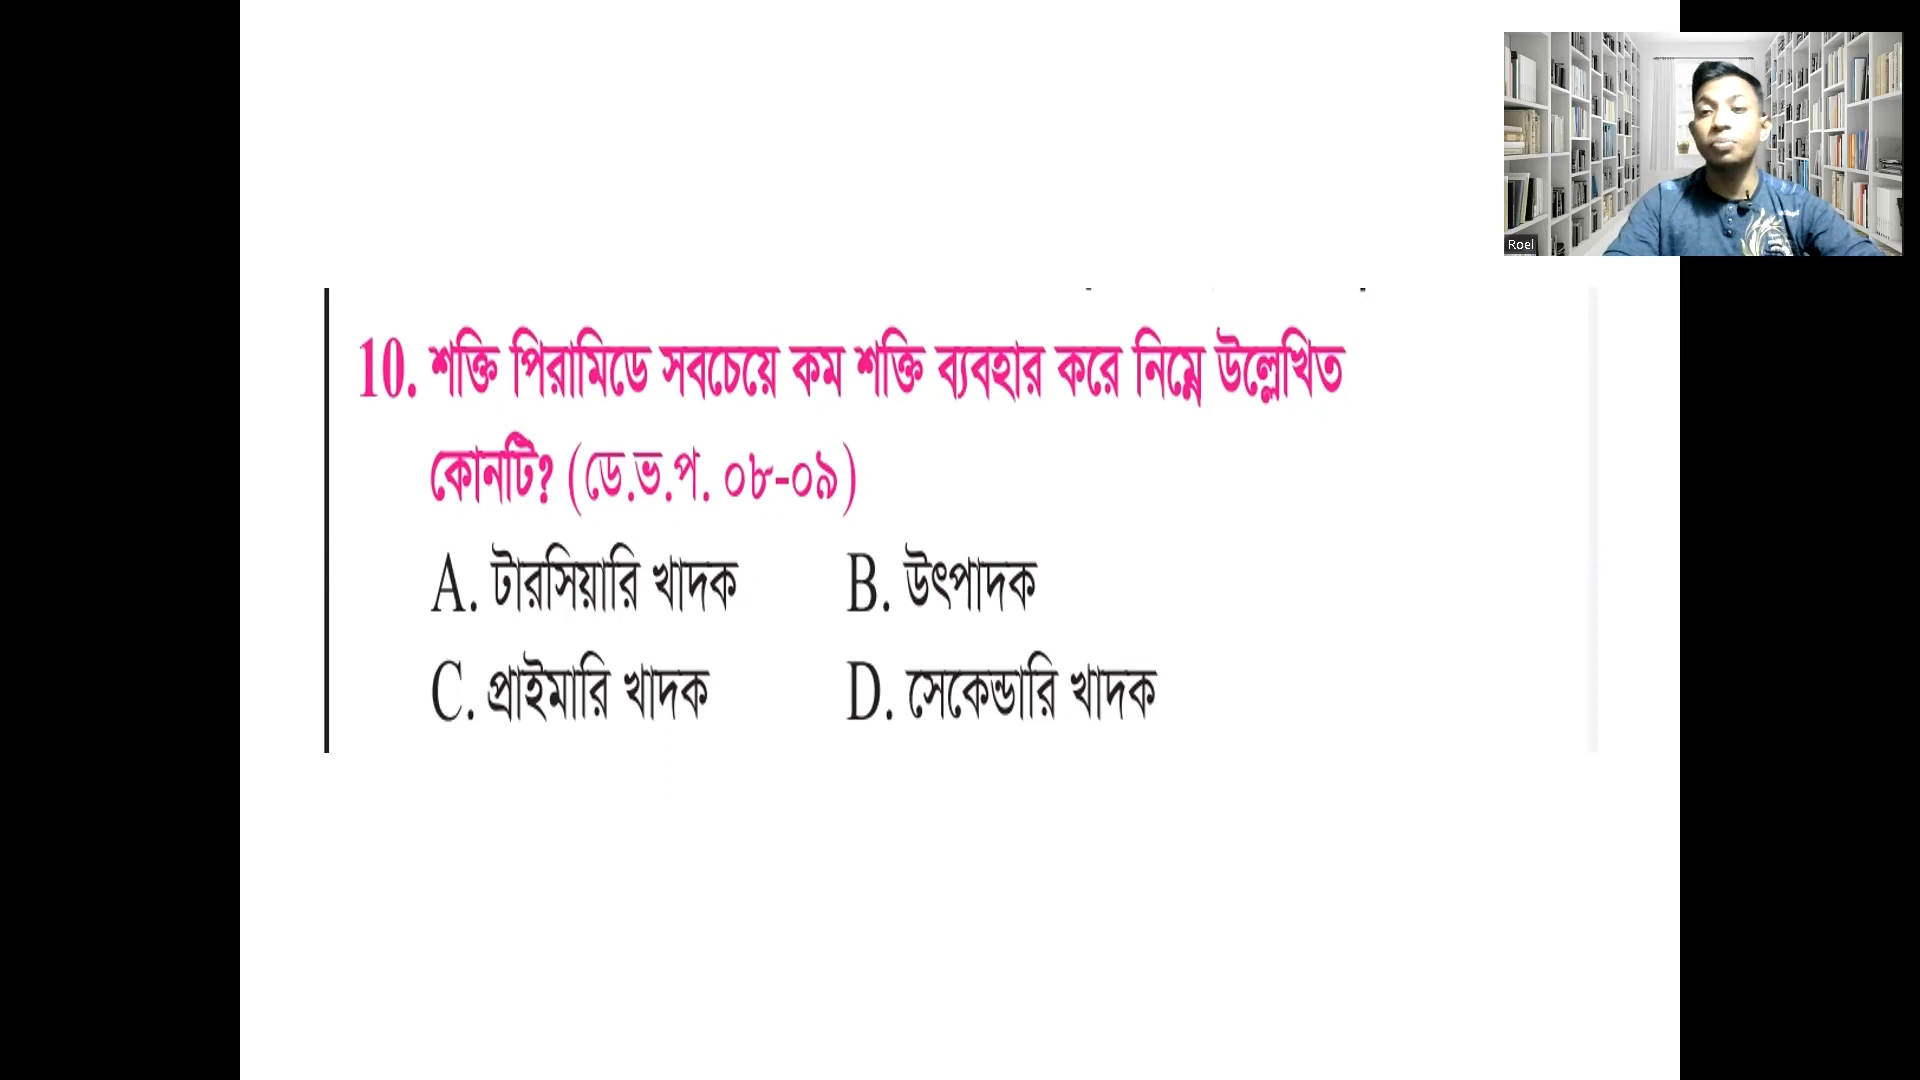 Roel
10. শক্তি পিরামিডে সবচেয়ে কম শক্তি ব্যবহার করে নিম্নে উল্লেখিত
কোনটি? (ডে.ভ.প. ০৮-০৯)
A. টারসিয়ারি খাদক B. উৎপাদক
C. প্রাইমারি খাদক D. সেকেন্ডারি খাদক